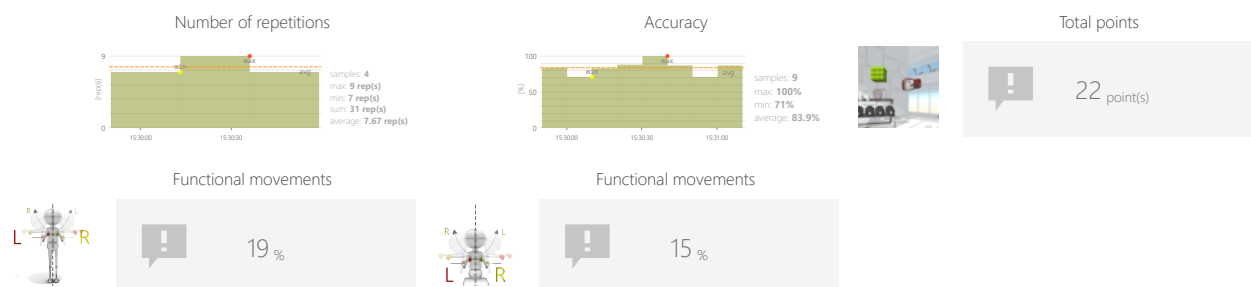 Number of repetitions
9
[rep(s)]
0
min
max
avg
15:30:00
15:30:30
samples: 4
max: 9 rep(s)
min: 7 rep(s)
sum: 31 rep(s)
average: 7.67 rep(s)
Accuracy
100
[%]
50
0
min
max
avg
15:30:00
15:30:30
15:31:00
samples: 9
max: 100%
min: 71%
average: 83.9%
Total points
22 point(s)
Functional movements
R
L
L
R
19 %
Functional movements
R
L
L
R
15 %